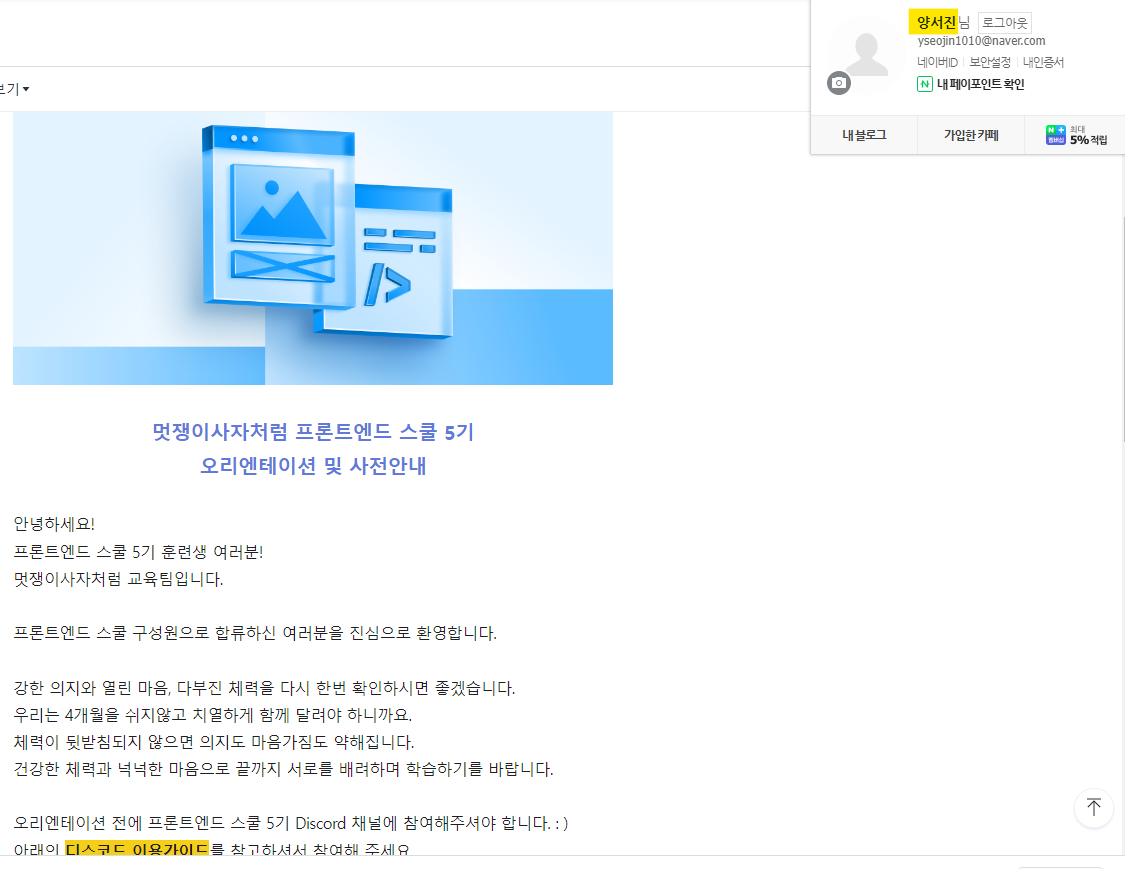 양서진님 로그아웃
yseojin1010@naver.com
네이버ID 보안설정 내인증서
N 내 페이포인트 확인
보기
내 블로그 가입한 카페 N+ 멤버십 최대 5% 적립
</>
멋쟁이사자처럼 프론트엔드 스쿨 5기
오리엔테이션 및 사전안내
안녕하세요!
프론트엔드 스쿨 5기 훈련생 여러분!
멋쟁이사자처럼 교육팀입니다.
프론트엔드 스쿨 구성원으로 합류하신 여러분을 진심으로 환영합니다.
강한 의지와 열린 마음, 다부진 체력을 다시 한번 확인하시면 좋겠습니다.
우리는 4개월을 쉬지않고 치열하게 함께 달려야 하니까요.
체력이 뒷받침되지 않으면 의지도 마음가짐도 약해집니다.
건강한 체력과 넉넉한 마음으로 끝까지 서로를 배려하며 학습하기를 바랍니다.
오리엔테이션 전에 프론트엔드 스쿨 5기 Discord 채널에 참여해주셔야 합니다. : )
아래의 디스코드 이용가이드를 참고하셔서 참여해 주세요